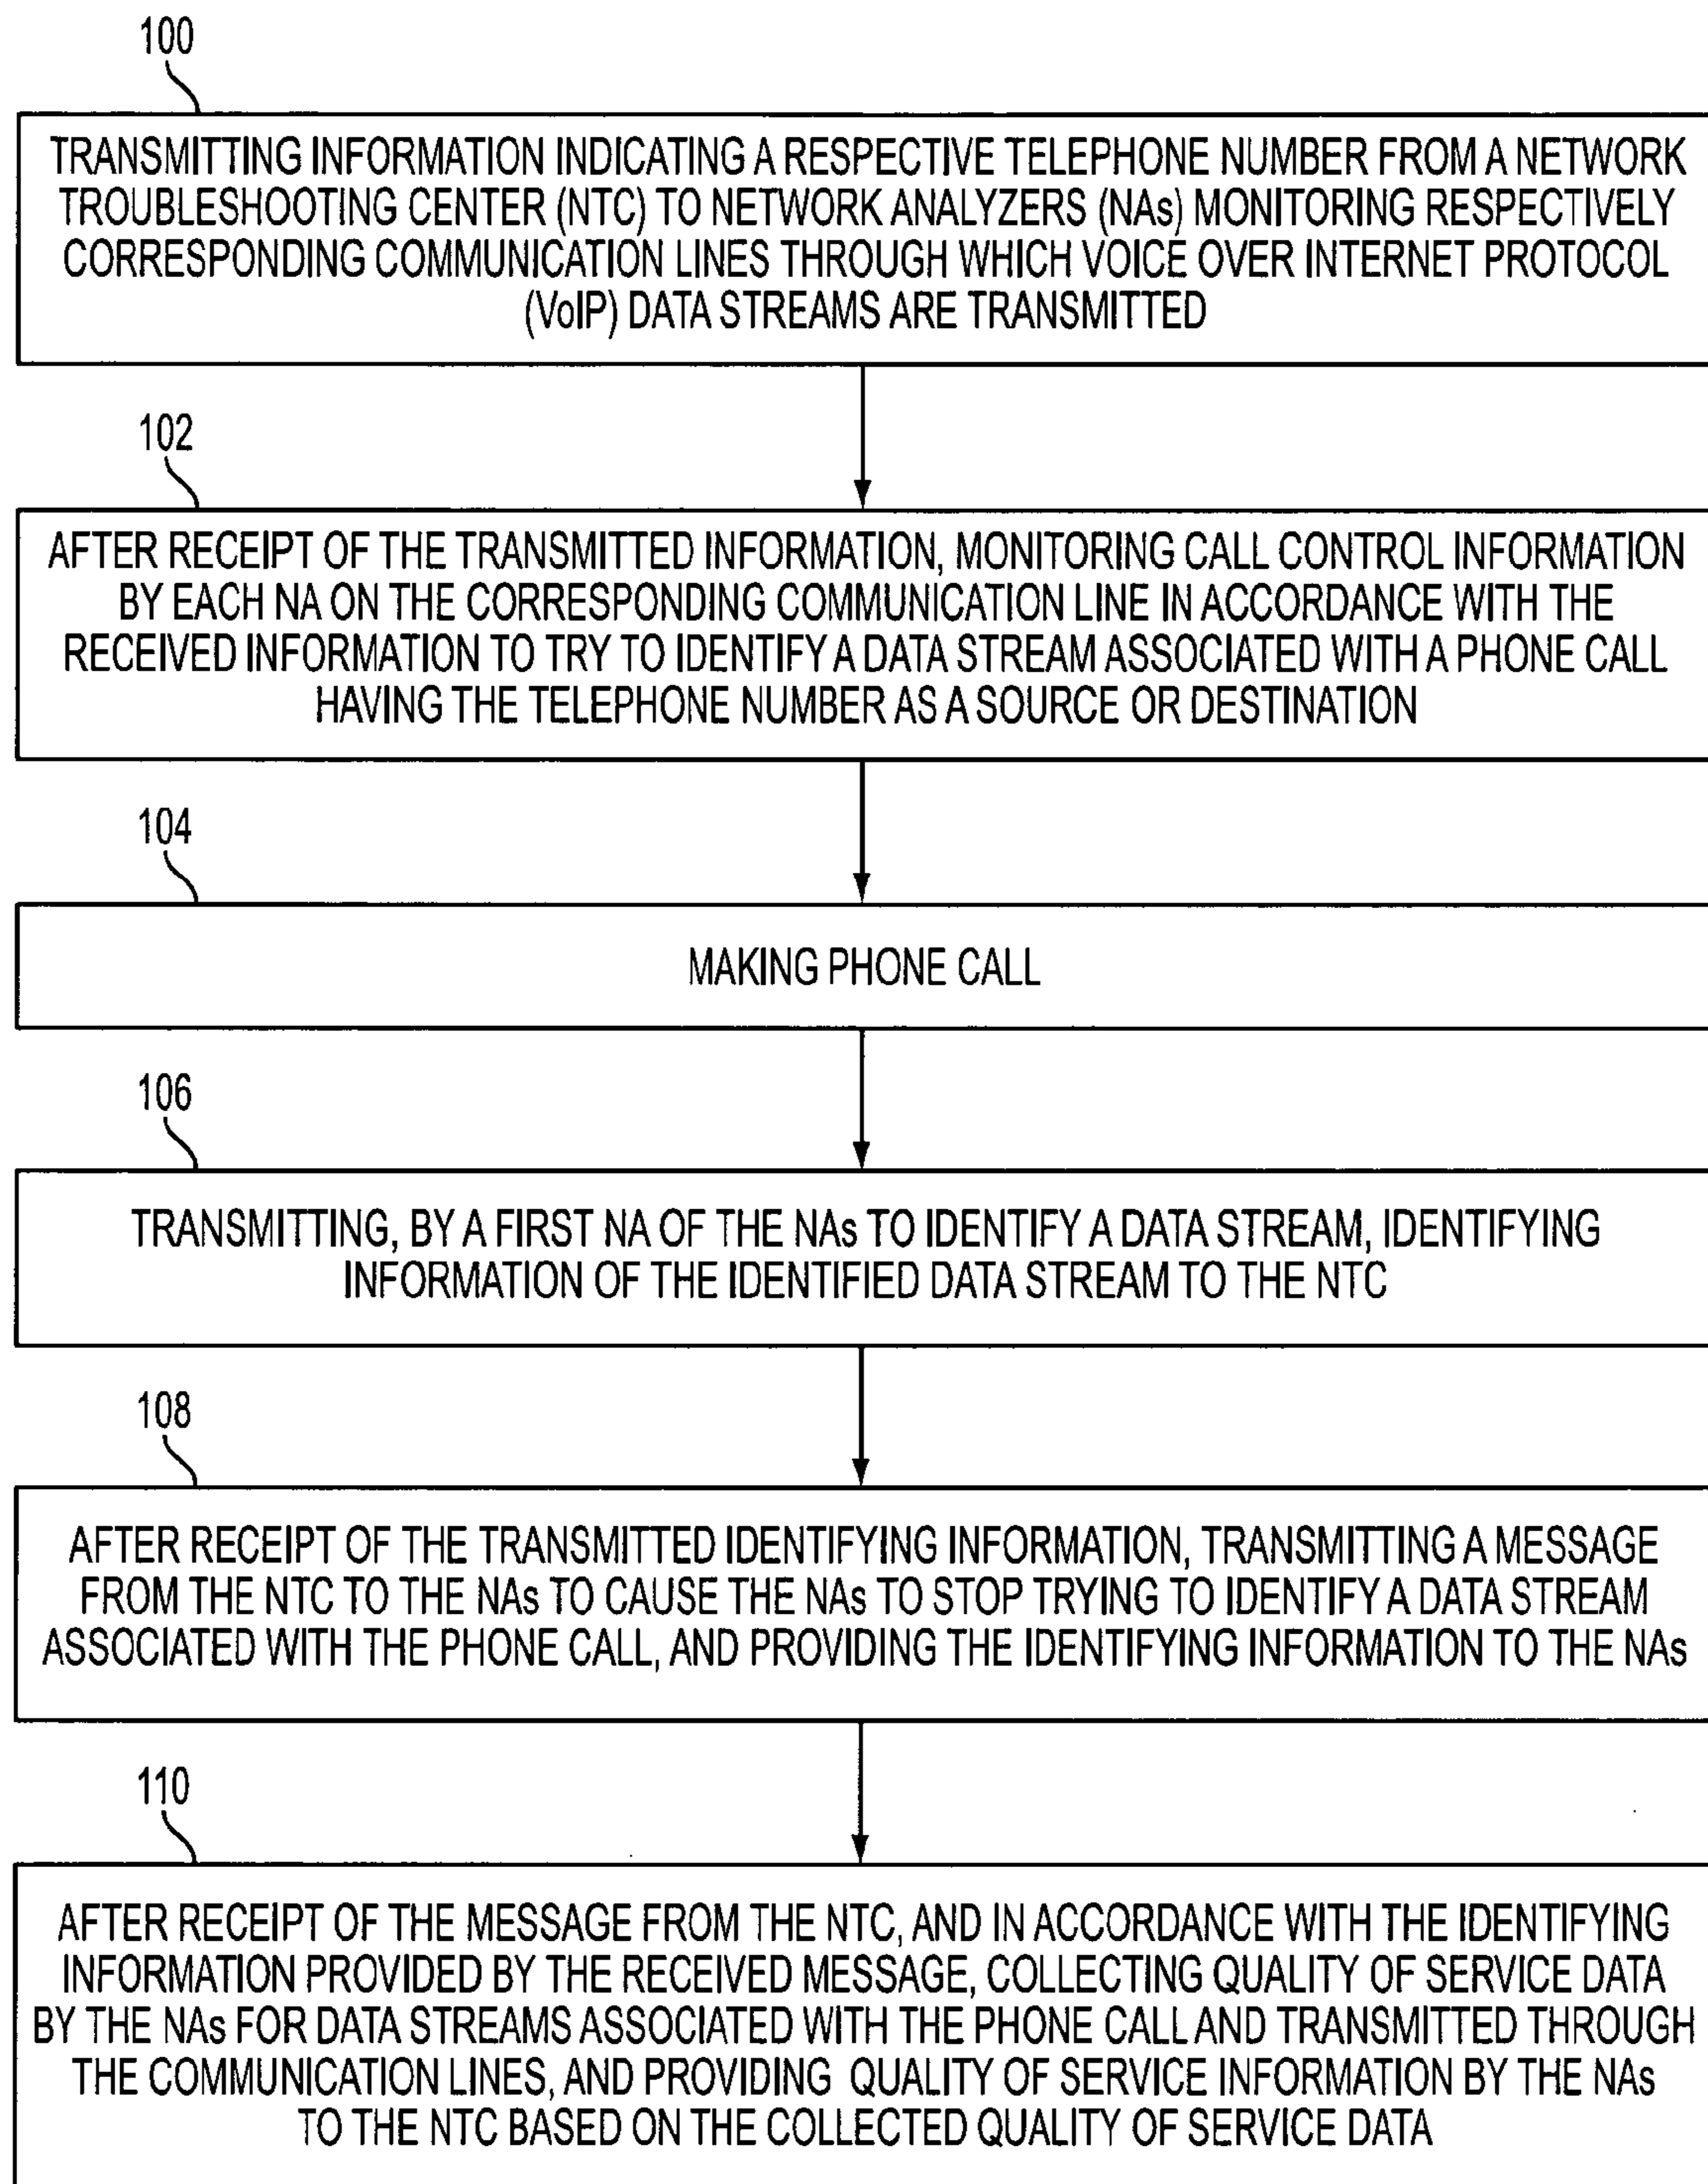 100
TRANSMITTING INFORMATION INDICATING A RESPECTIVE TELEPHONE NUMBER FROM A NETWORK
TROUBLESHOOTING CENTER (NTC) TO NETWORK ANALYZERS (NAs) MONITORING RESPECTIVELY
CORRESPONDING COMMUNICATION LINES THROUGH WHICH VOICE OVER INTERNET PROTOCOL
(VoIP) DATA STREAMS ARE TRANSMITTED
102
AFTER RECEIPT OF THE TRANSMITTED INFORMATION, MONITORING CALL CONTROL INFORMATION
BY EACH NA ON THE CORRESPONDING COMMUNICATION LINE IN ACCORDANCE WITH THE
RECEIVED INFORMATION TO TRY TO IDENTIFY A DATA STREAM ASSOCIATED WITH A PHONE CALL
HAVING THE TELEPHONE NUMBER AS A SOURCE OR DESTINATION
104
MAKING PHONE CALL
106
TRANSMITTING, BY A FIRST NA OF THE NAs TO IDENTIFY A DATA STREAM, IDENTIFYING
INFORMATION OF THE IDENTIFIED DATA STREAM TO THE NTC
108
AFTER RECEIPT OF THE TRANSMITTED IDENTIFYING INFORMATION, TRANSMITTING A MESSAGE
FROM THE NTC TO THE NAs TO CAUSE THE NAs TO STOP TRYING TO IDENTIFY A DATA STREAM
ASSOCIATED WITH THE PHONE CALL, AND PROVIDING THE IDENTIFYING INFORMATION TO THE NAs
110
AFTER RECEIPT OF THE MESSAGE FROM THE NTC, AND IN ACCORDANCE WITH THE IDENTIFYING
INFORMATION PROVIDED BY THE RECEIVED MESSAGE, COLLECTING QUALITY OF SERVICE DATA
BY THE NAs FOR DATA STREAMS ASSOCIATED WITH THE PHONE CALL AND TRANSMITTED THROUGH
THE COMMUNICATION LINES, AND PROVIDING QUALITY OF SERVICE INFORMATION BY THE NAs
TO THE NTC BASED ON THE COLLECTED QUALITY OF SERVICE DATA